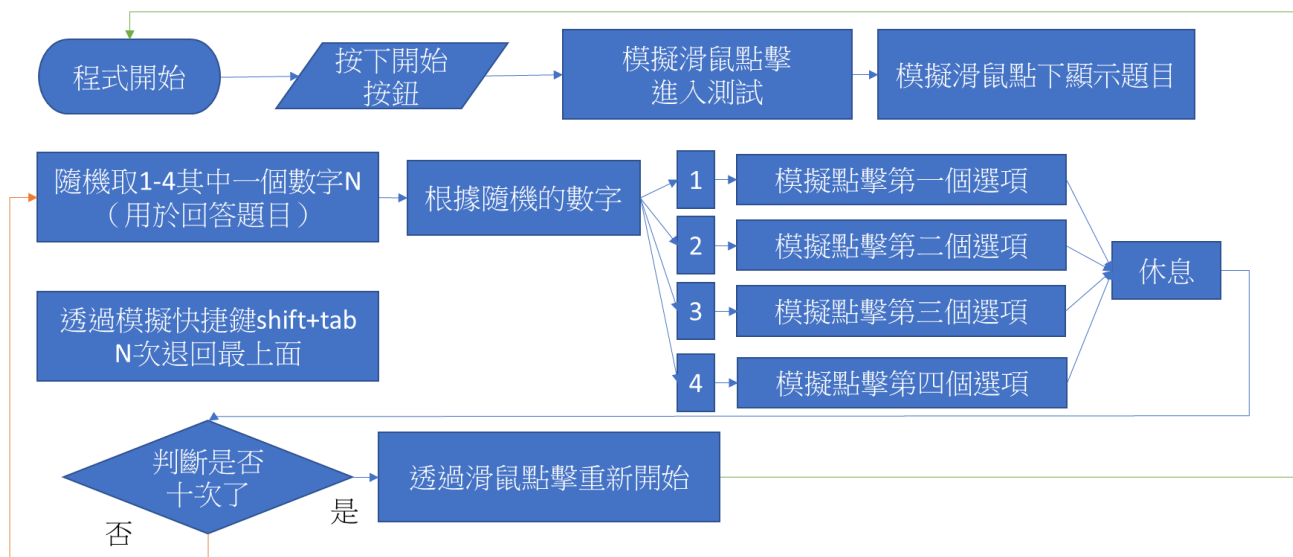 程式開始
按下開始
按鈕
模擬滑鼠點擊
進入測試
模擬滑鼠點下顯示題目
隨機取1-4其中一個數字N
（用於回答題目）
根據隨機的數字
1
模擬點擊第一個選項
2
模擬點擊第二個選項
3
模擬點擊第三個選項
4
模擬點擊第四個選項
休息
透過模擬快捷鍵shift+tab
N次退回最上面
判斷是否
十次了
否
是
透過滑鼠點擊重新開始